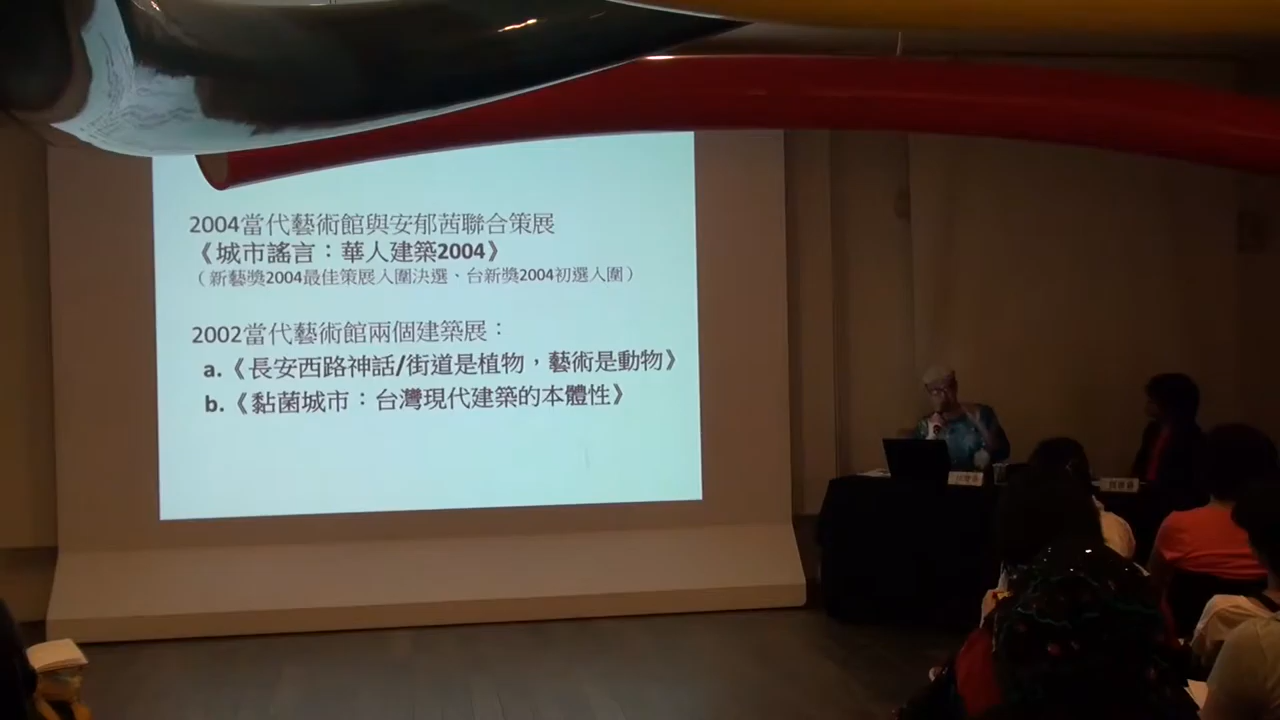 2004當代藝術館與安郁茜聯合策展
《城市謠言：華人建築2004》
（新藝獎2004最佳策展入圍決選、台新獎2004初選入圍）
2002當代藝術館兩個建築展：
a.《長安西路神話/街道是植物，藝術是動物》
b.《黏菌城市：台灣現代建築的本體性》